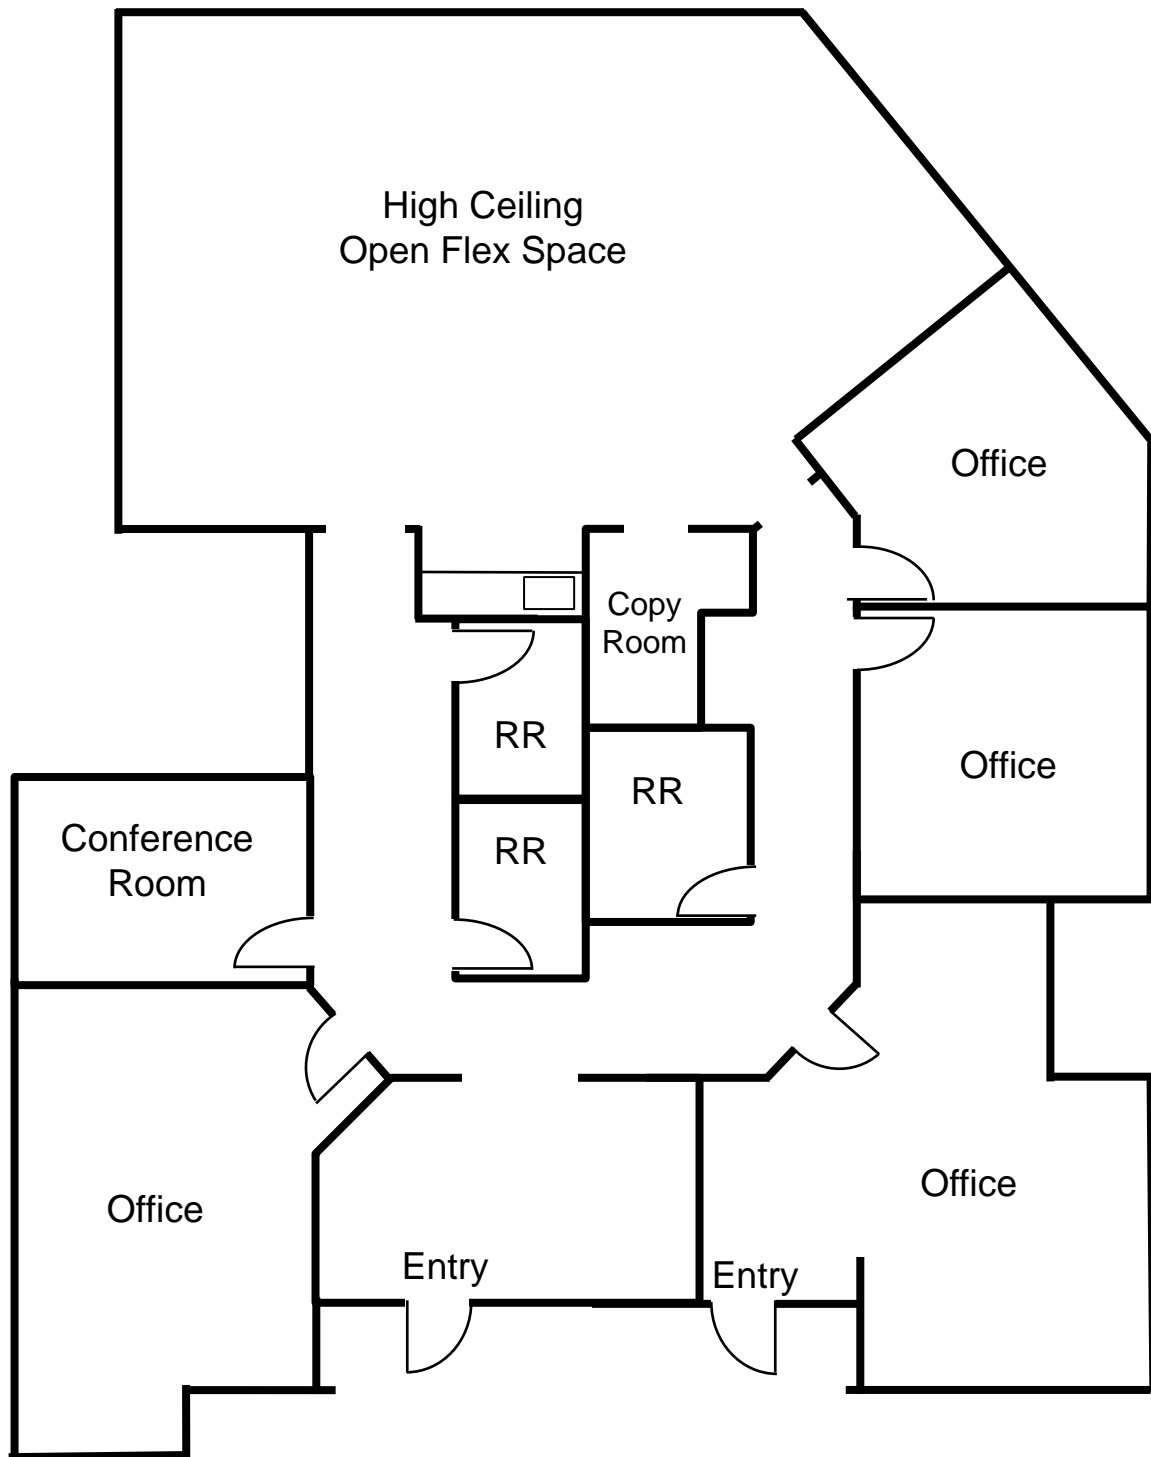 High Ceiling
Open Flex Space
Office
Copy
Room
RR
RR
Office
RR
Conference
Room
Office
Office
Entry
Entry